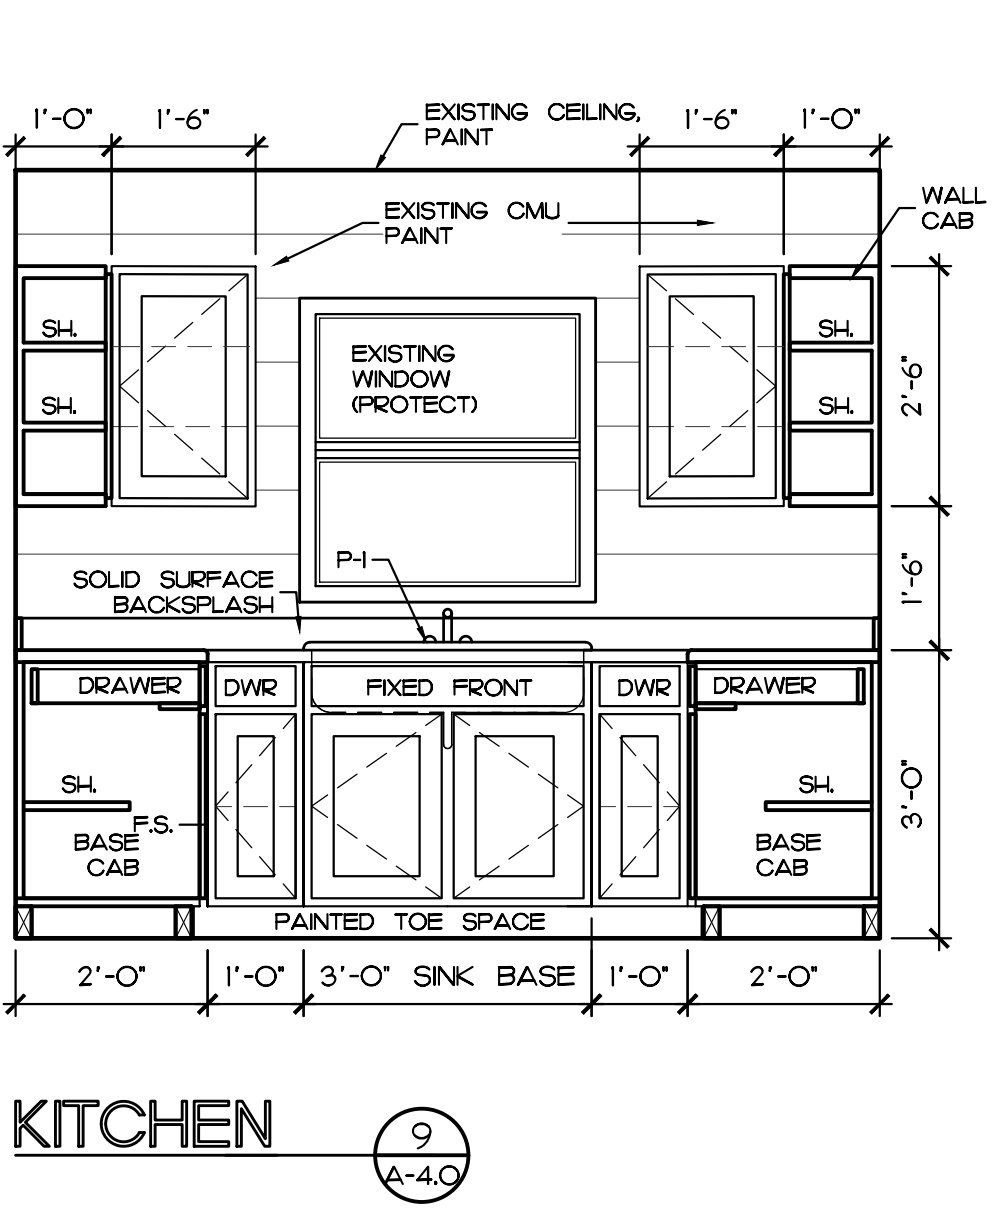 EXISTING CEILING,
PAINT
1'-0"
1'-6"
1'-6"
1'-0"
WALL
CAB
EXISTING CMU
PAINT
SH.
SH.
EXISTING
WINDOW
(PROTECT)
SH.
SH.
2'-6"
P-1
SOLID SURFACE
BACKSPLASH
1'-6"
DRAWER
DWR
FIXED FRONT
DWR
DRAWER
SH.
SH.
3'-0"
F.S.
BASE
CAB
BASE
CAB
PAINTED TOE SPACE
2'-0"
1'-0"
3'-0" SINK BASE
1'-0"
2'-0"
KITCHEN
9
A-4.0